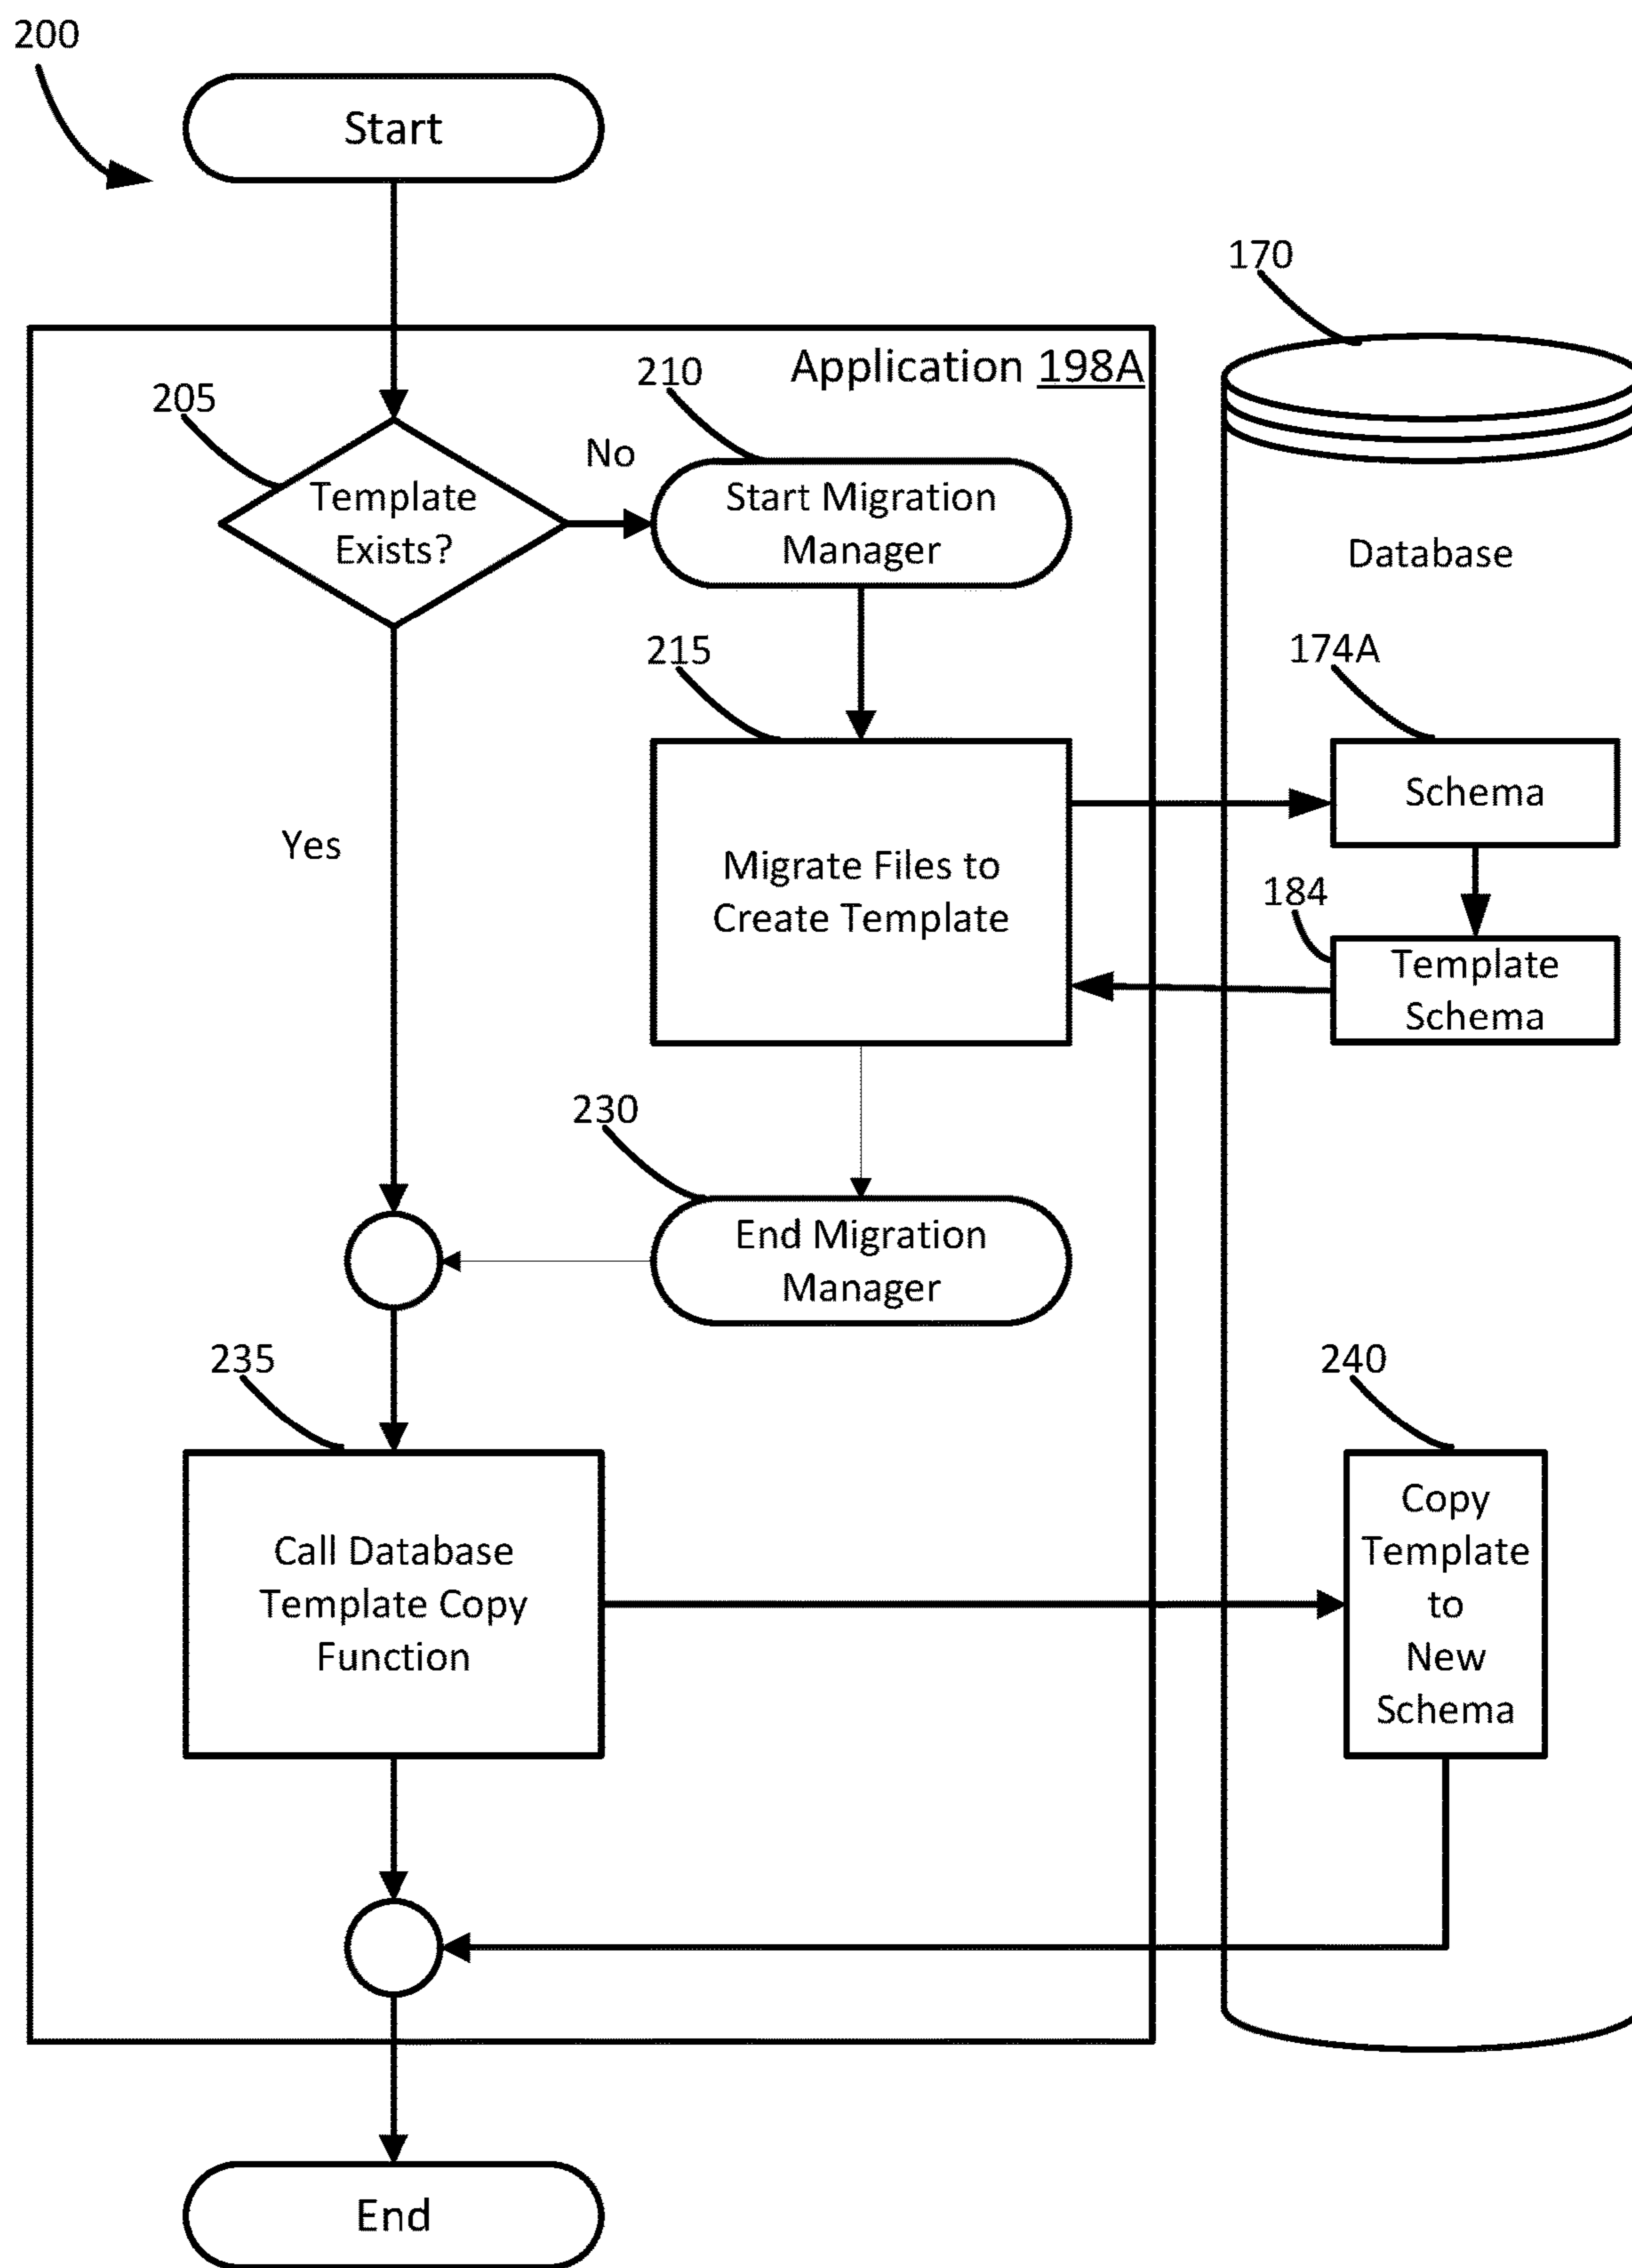 200
Start
170
Application 198A
210
205
No
Template
Exists?
Start Migration
Manager
Database
215
174A
Yes
Schema
Migrate Files to
Create Template
184
Template
Schema
230
End Migration
Manager
235
240
Call Database
Template Copy
Function
Copy
Template
to
New
Schema
End